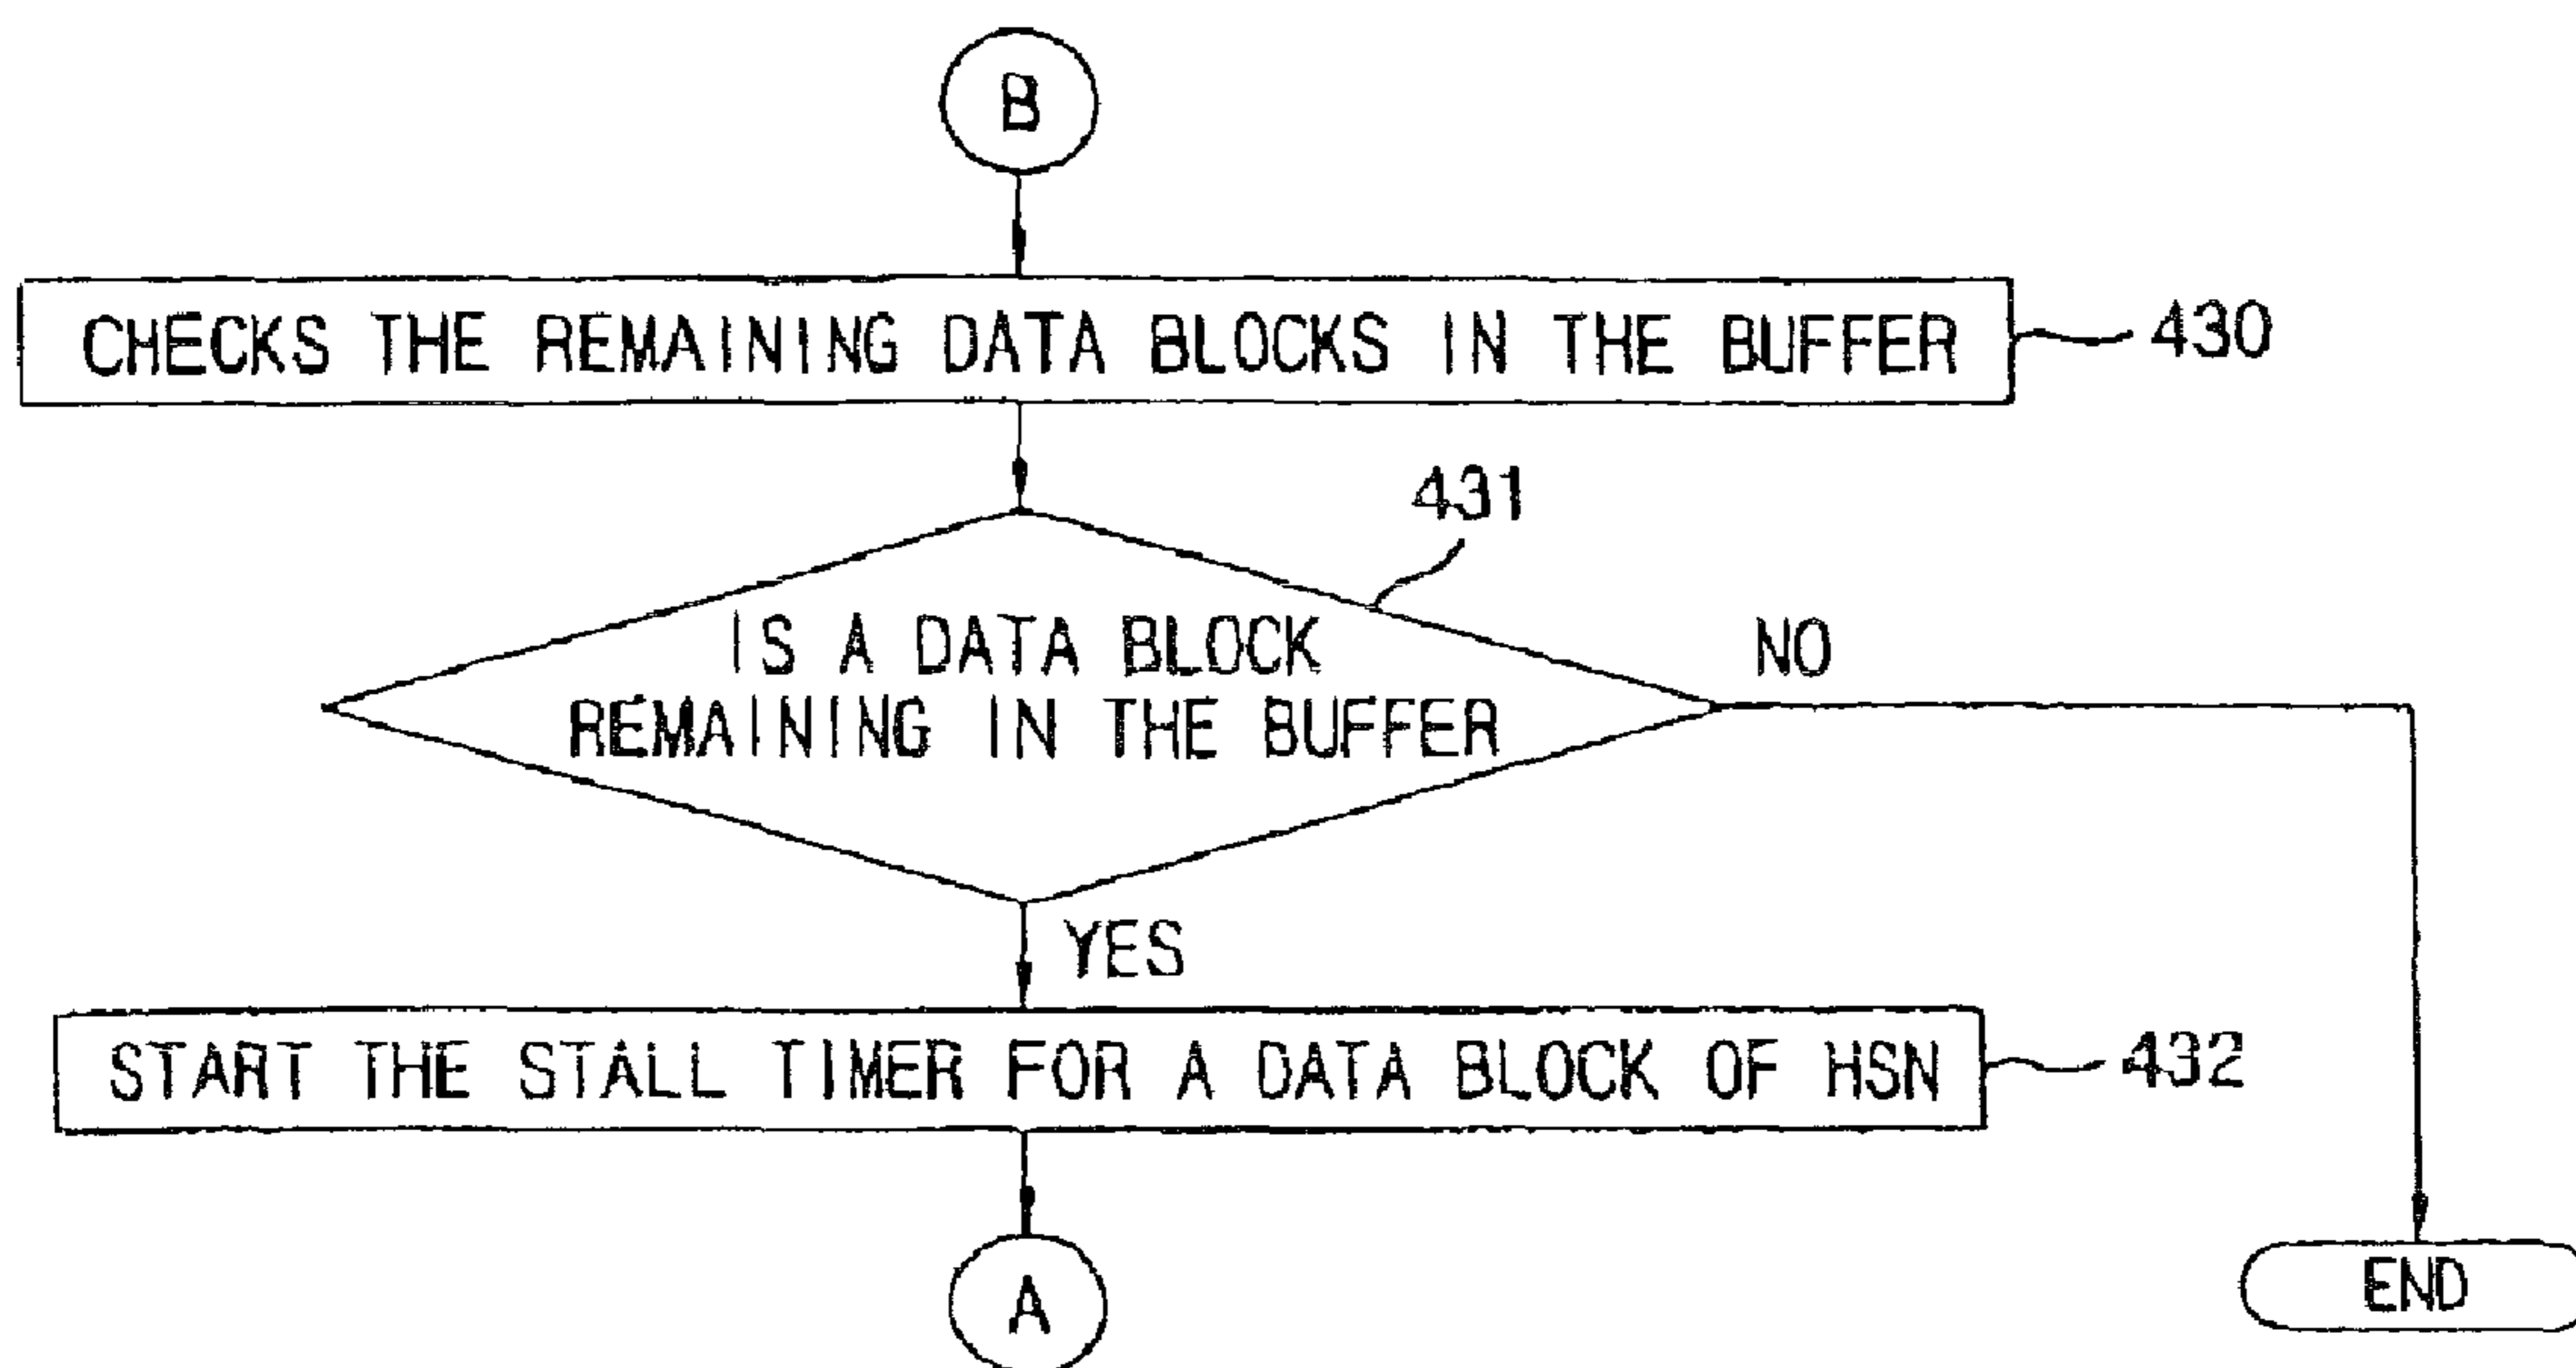 B
CHECKS THE REMAINING DATA BLOCKS IN THE BUFFER
430
431
IS A DATA BLOCK
REMAINING IN THE BUFFER
NO
YES
START THE STALL TIMER FOR A DATA BLOCK OF HSN
432
A
END